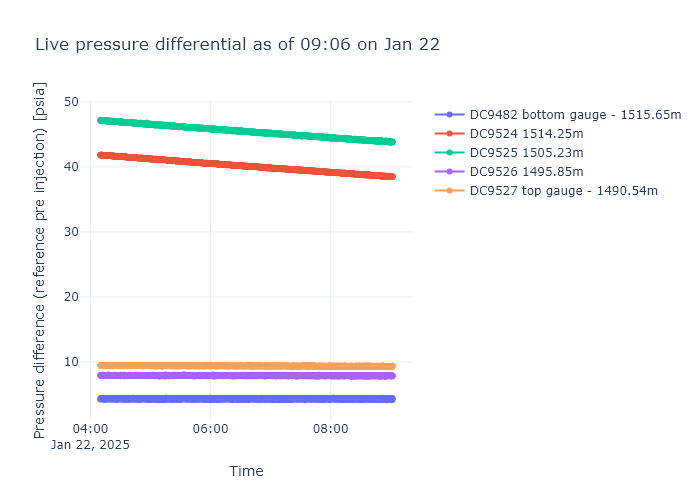 Live pressure differential as of 09:06 on Jan 22
Pressure difference (reference pre injection) [psia]
50
40
30
20
10
04:00
Jan 22, 2025
06:00
08:00
Time
DC9482 bottom gauge - 1515.65m
DC9524 1514.25m
DC9525 1505.23m
DC9526 1495.85m
DC9527 top gauge - 1490.54m